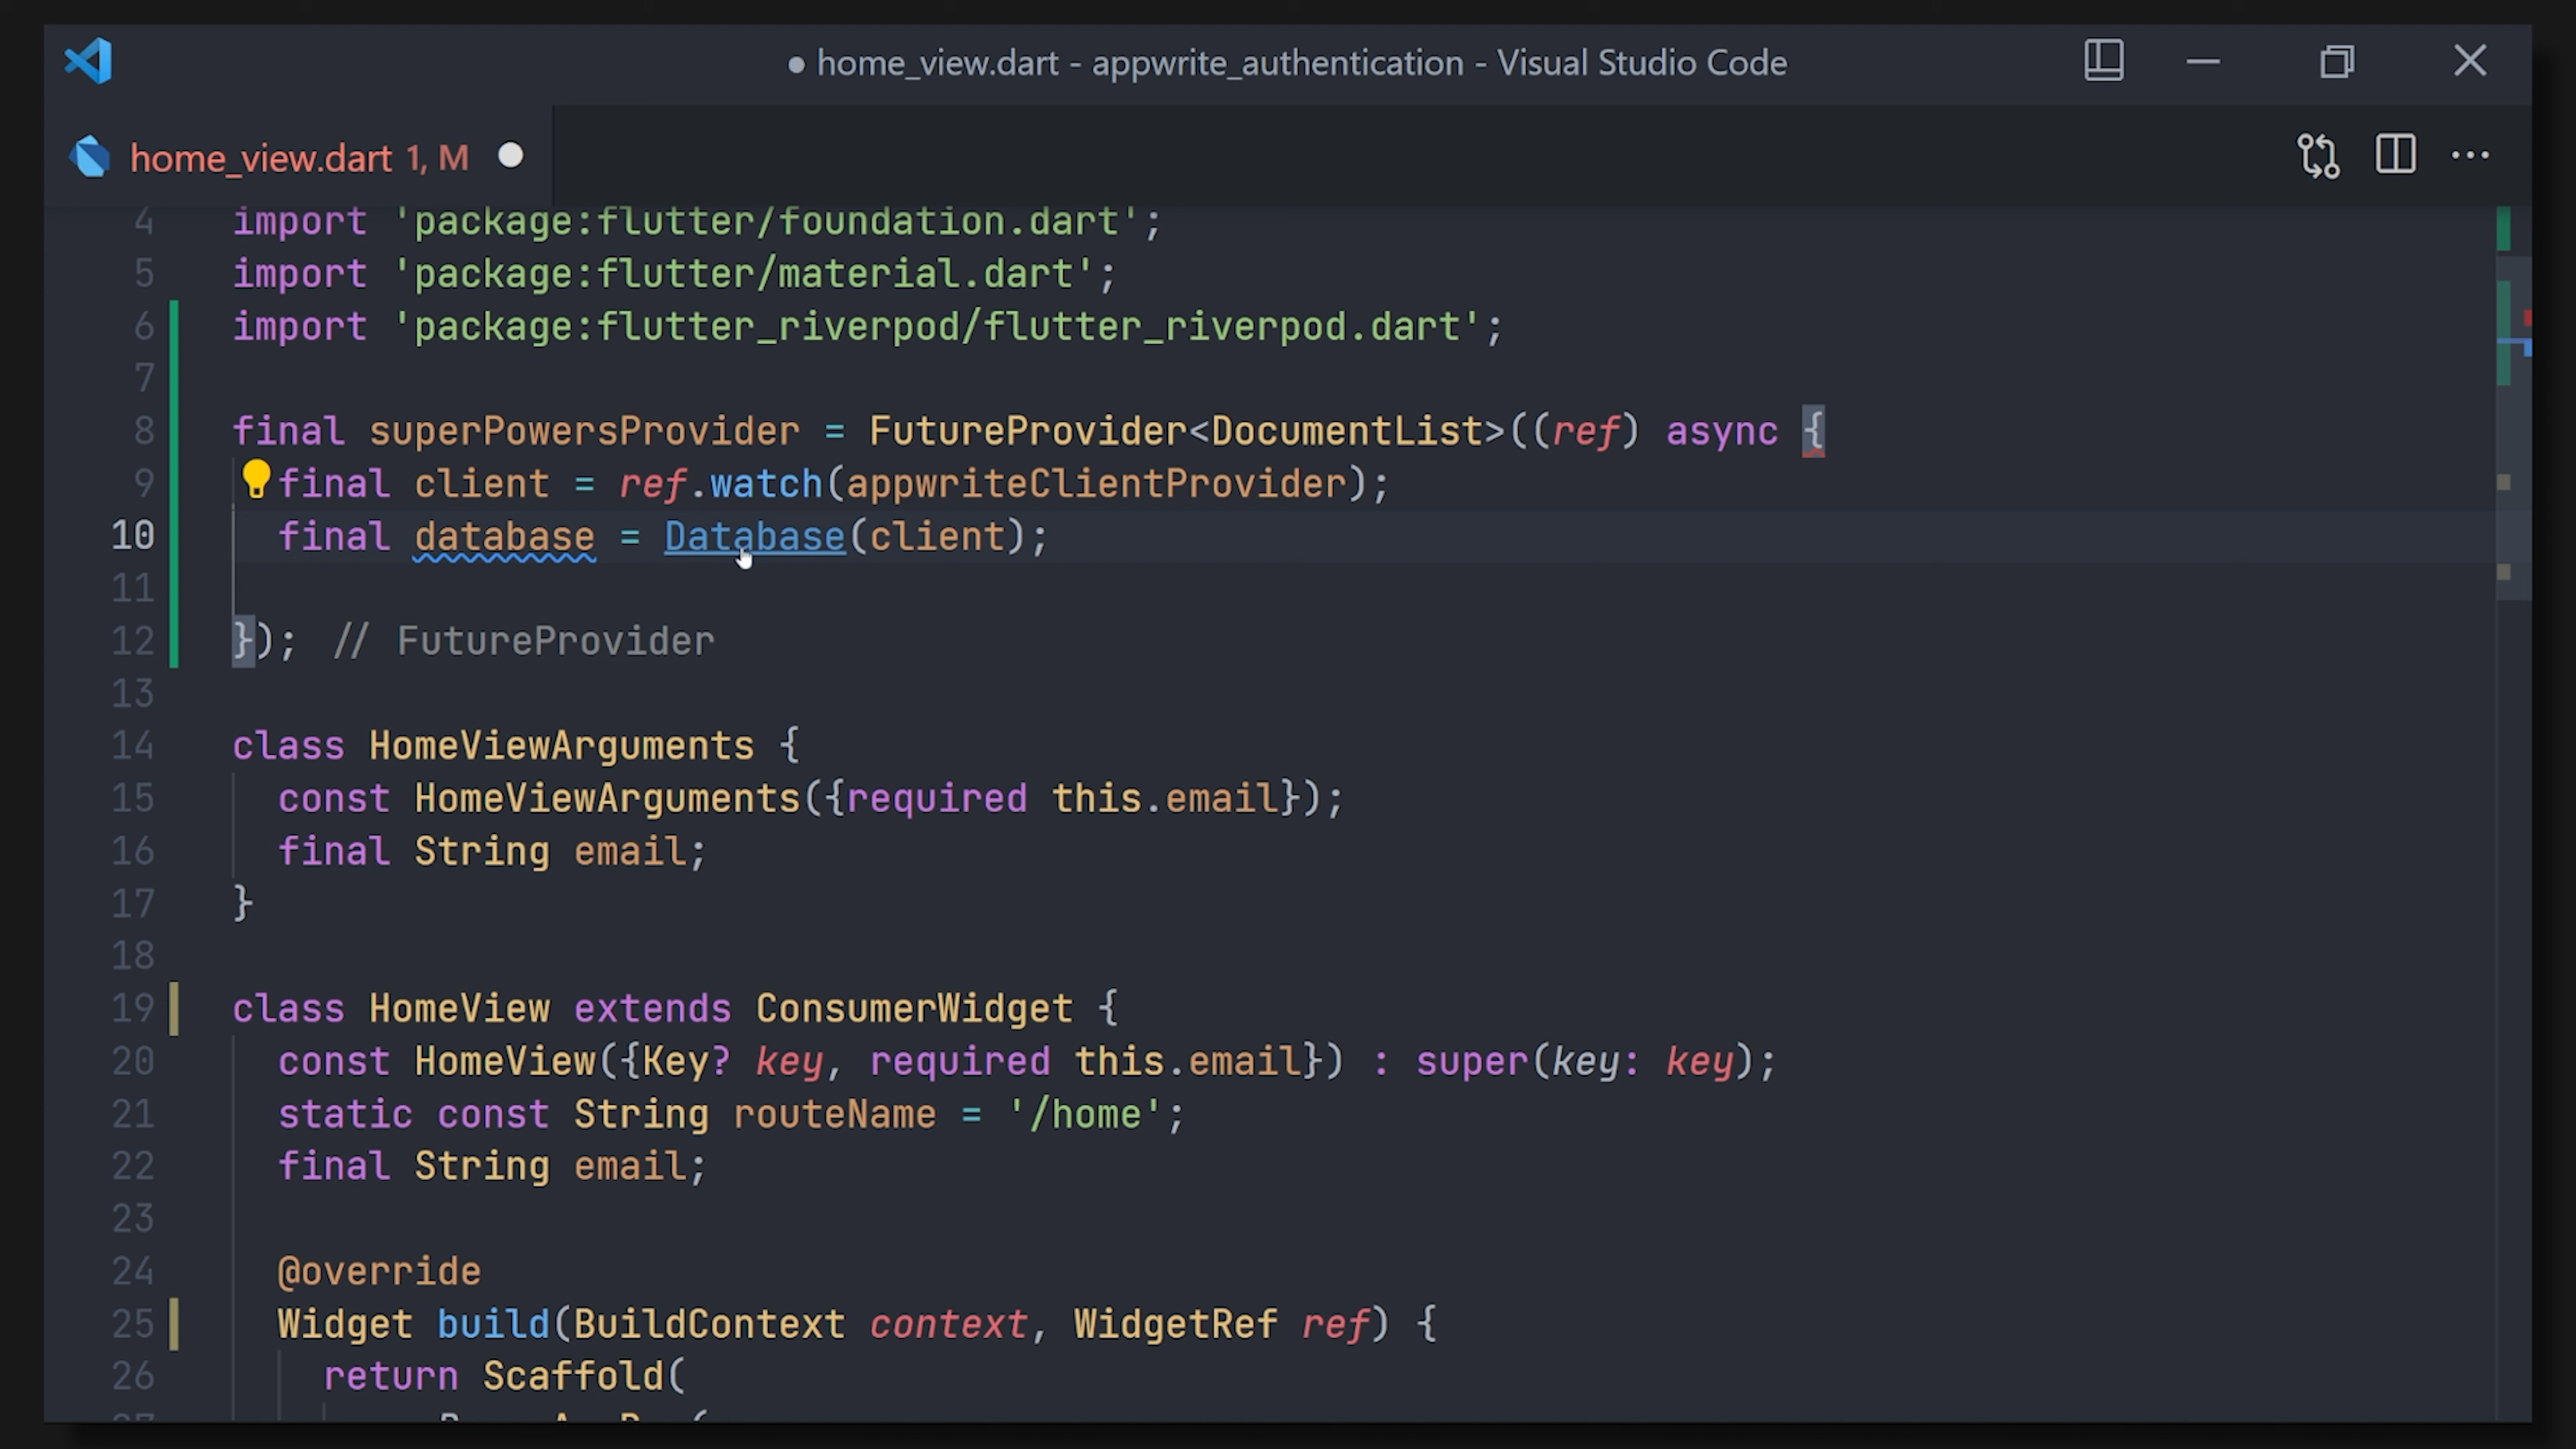 ● home_view.dart - appwrite_authentication - Visual Studio Code
home_view.dart 1, M
4 import 'package:flutter/foundation.dart';
5 import 'package:flutter/material.dart';
6 import 'package:flutter_riverpod/flutter_riverpod.dart';
7
8 final superPowersProvider = FutureProvider<DocumentList>((ref) async {
9 final client = ref.watch(appwriteClientProvider);
10 final database = Database(client);
11
12 }); // FutureProvider
13
14 class HomeViewArguments {
15 const HomeViewArguments({required this.email});
16 final String email;
17 }
18
19 class HomeView extends ConsumerWidget {
20 const HomeView({Key? key, required this.email}) : super(key: key);
21 static const String routeName = '/home';
22 final String email;
23
24 @override
25 Widget build(BuildContext context, WidgetRef ref) {
26 return Scaffold(